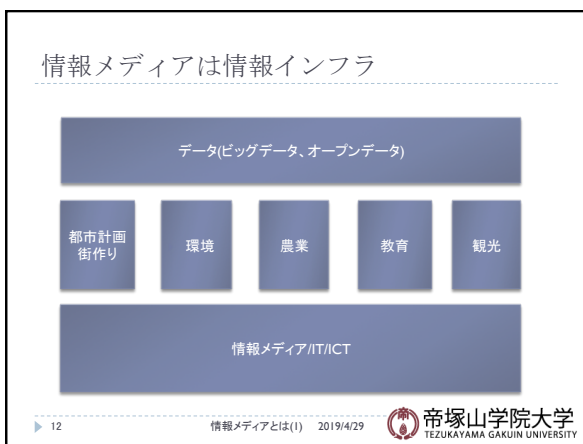 情報メディアは情報インフラ
データ(ビッグデータ、オープンデータ)
都市計画
街作り
環境
農業
教育
観光
情報メディア/IT/ICT
12
情報メディアとは(1) 2019/4/29
帝
帝塚山学院大学
TEZUKAYAMA GAKUIN UNIVERSITY